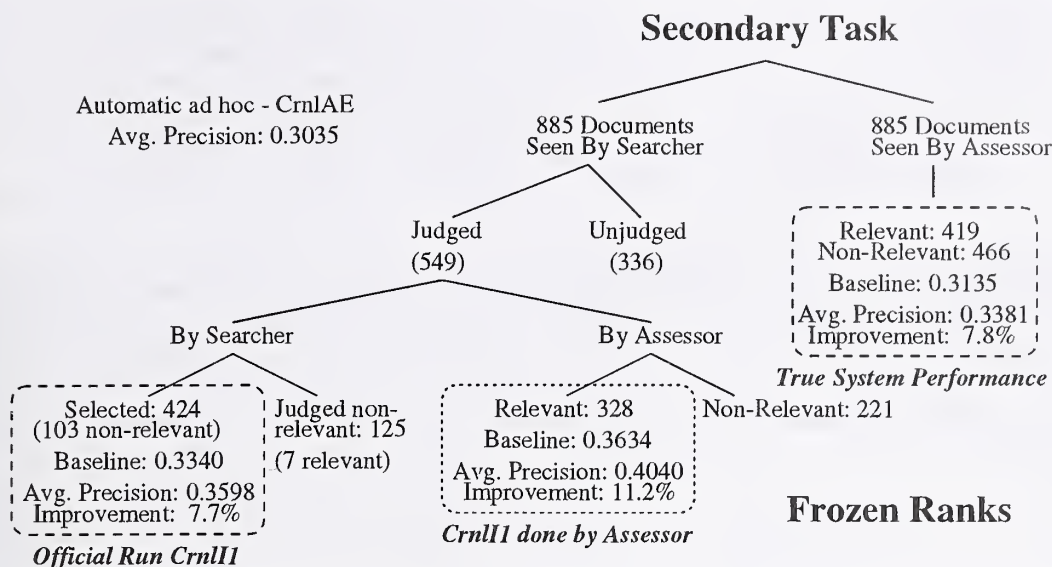 Secondary Task
Automatic ad hoc - CrnlAE
Avg. Precision: 0.3035
885 Documents
Seen By Searcher
885 Documents
Seen By Assessor
Judged
(549)
Unjudged
(336)
Relevant: 419
Non-Relevant: 466
Baseline: 0.3135
Avg. Precision: 0.3381
Improvement: 7.8%
True System Performance
By Searcher
By Assessor
Selected: 424
(103 non-relevant)
Baseline: 0.3340
Avg. Precision: 0.3598
Improvement: 7.7%
Official Run CrnlI1
Judged non-
relevant: 125
(7 relevant)
Relevant: 328
Baseline: 0.3634
Avg. Precision: 0.4040
Improvement: 11.2%
CrnlI1 done by Assessor
Non-Relevant: 221
Frozen Ranks